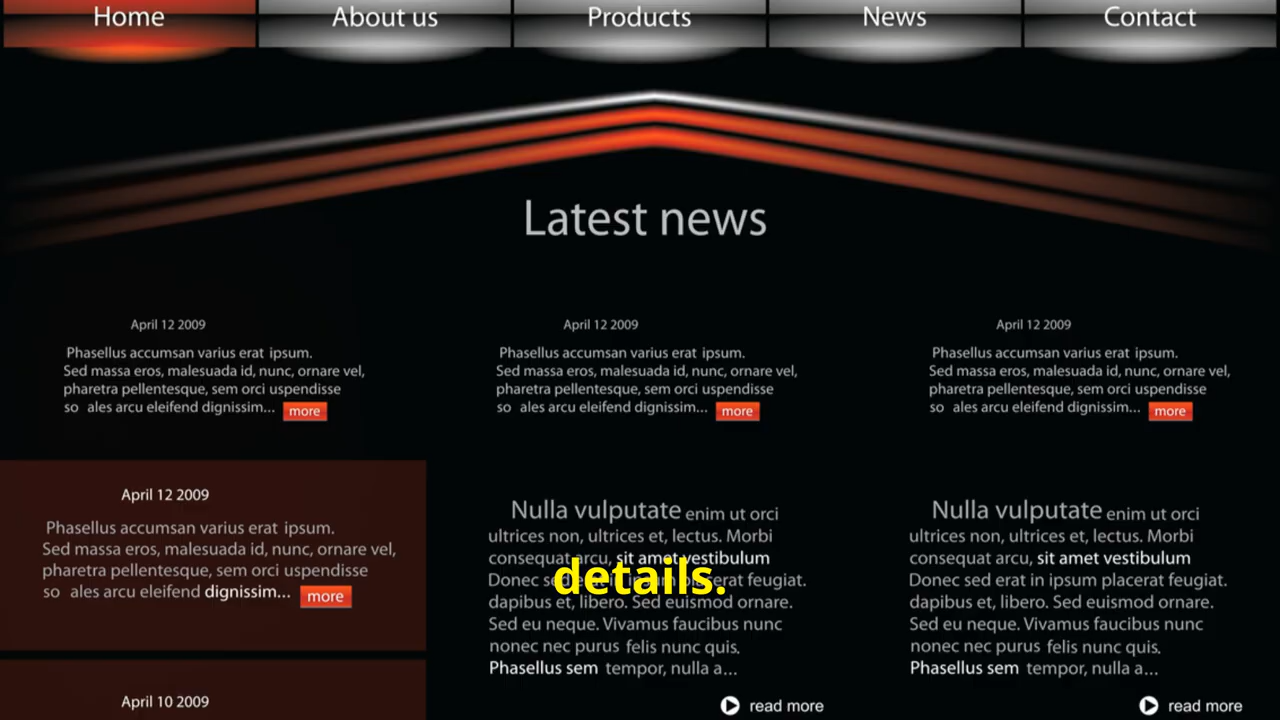 Home About us Products News Contact
Latest news
April 12 2009
Phasellus accumsan varius erat ipsum.
Sed massa eros, malesuada id, nunc, ornare vel,
pharetra pellentesque, sem orci uspendisse
so ales arcu eleifend dignissim... more
April 12 2009
Phasellus accumsan varius erat ipsum.
Sed massa eros, malesuada id, nunc, ornare vel,
pharetra pellentesque, sem orci uspendisse
so ales arcu eleifend dignissim... more
April 12 2009
Phasellus accumsan varius erat ipsum.
Sed massa eros, malesuada id, nunc, ornare vel,
pharetra pellentesque, sem orci uspendisse
so ales arcu eleifend dignissim... more
April 12 2009
Phasellus accumsan varius erat ipsum.
Sed massa eros, malesuada id, nunc, ornare vel,
pharetra pellentesque, sem orci uspendisse
so ales arcu eleifend dignissim... more
April 10 2009
Nulla vulputate enim ut orci
ultrices non, ultrices et, lectus. Morbi
consequat arcu, sit amet vestibulum
Donec erat feugiat.
details.
dapibus et, libero. Sed euismod ornare.
Sed eu neque. Vivamus faucibus nunc
nonec nec purus felis nunc quis.
Phasellus sem tempor, nulla a...
read more
Nulla vulputate enim ut orci
ultrices non, ultrices et, lectus. Morbi
consequat arcu, sit amet vestibulum
Donec sed erat in ipsum placerat feugiat.
dapibus et, libero. Sed euismod ornare.
Sed eu neque. Vivamus faucibus nunc
nonec nec purus felis nunc quis.
Phasellus sem tempor, nulla a...
read more